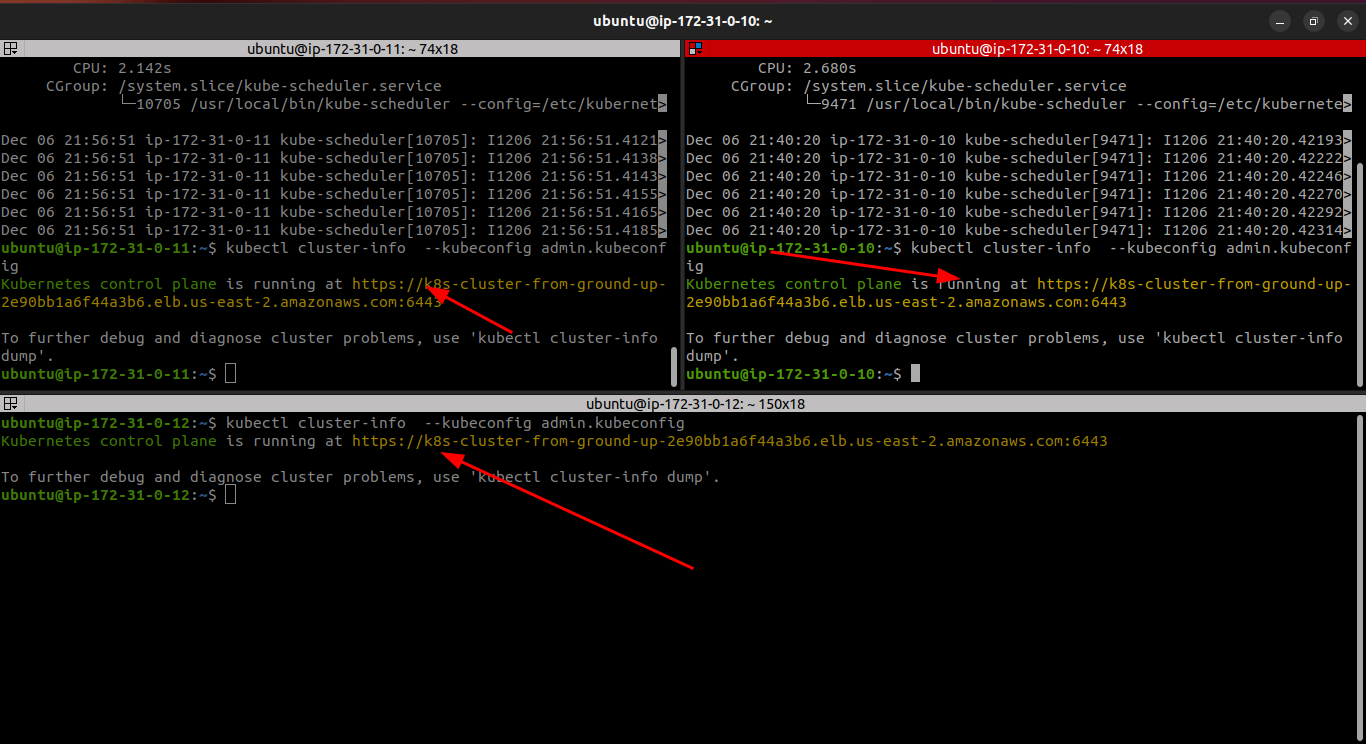 ubuntu@ip-172-31-0-10: ~
ubuntu@ip-172-31-0-11: ~ 74x18
CPU: 2.142s
CGroup: /system.slice/kube-scheduler.service
└─10705 /usr/local/bin/kube-scheduler --config=/etc/kubernet>
Dec 06 21:56:51 ip-172-31-0-11 kube-scheduler[10705]: I1206 21:56:51.4121>
Dec 06 21:56:51 ip-172-31-0-11 kube-scheduler[10705]: I1206 21:56:51.4138>
Dec 06 21:56:51 ip-172-31-0-11 kube-scheduler[10705]: I1206 21:56:51.4143>
Dec 06 21:56:51 ip-172-31-0-11 kube-scheduler[10705]: I1206 21:56:51.4155>
Dec 06 21:56:51 ip-172-31-0-11 kube-scheduler[10705]: I1206 21:56:51.4165>
Dec 06 21:56:51 ip-172-31-0-11 kube-scheduler[10705]: I1206 21:56:51.4185>
ubuntu@ip-172-31-0-11:~$ kubectl cluster-info  --kubeconfig admin.kubeconf
ig
Kubernetes control plane is running at https://k8s-cluster-from-ground-up-
2e90bb1a6f44a3b6.elb.us-east-2.amazonaws.com:6443
To further debug and diagnose cluster problems, use 'kubectl cluster-info
dump'.
ubuntu@ip-172-31-0-11:~$
ubuntu@ip-172-31-0-10: ~ 74x18
CPU: 2.680s
CGroup: /system.slice/kube-scheduler.service
└─9471 /usr/local/bin/kube-scheduler --config=/etc/kubernete>
Dec 06 21:40:20 ip-172-31-0-10 kube-scheduler[9471]: I1206 21:40:20.42193>
Dec 06 21:40:20 ip-172-31-0-10 kube-scheduler[9471]: I1206 21:40:20.42222>
Dec 06 21:40:20 ip-172-31-0-10 kube-scheduler[9471]: I1206 21:40:20.42246>
Dec 06 21:40:20 ip-172-31-0-10 kube-scheduler[9471]: I1206 21:40:20.42270>
Dec 06 21:40:20 ip-172-31-0-10 kube-scheduler[9471]: I1206 21:40:20.42292>
Dec 06 21:40:20 ip-172-31-0-10 kube-scheduler[9471]: I1206 21:40:20.42314>
ubuntu@ip-172-31-0-10:~$ kubectl cluster-info  --kubeconfig admin.kubeconf
ig
Kubernetes control plane is running at https://k8s-cluster-from-ground-up-
2e90bb1a6f44a3b6.elb.us-east-2.amazonaws.com:6443
To further debug and diagnose cluster problems, use 'kubectl cluster-info
dump'.
ubuntu@ip-172-31-0-10:~$
ubuntu@ip-172-31-0-12: ~ 150x18
ubuntu@ip-172-31-0-12:~$ kubectl cluster-info  --kubeconfig admin.kubeconfig
Kubernetes control plane is running at https://k8s-cluster-from-ground-up-2e90bb1a6f44a3b6.elb.us-east-2.amazonaws.com:6443
To further debug and diagnose cluster problems, use 'kubectl cluster-info dump'.
ubuntu@ip-172-31-0-12:~$